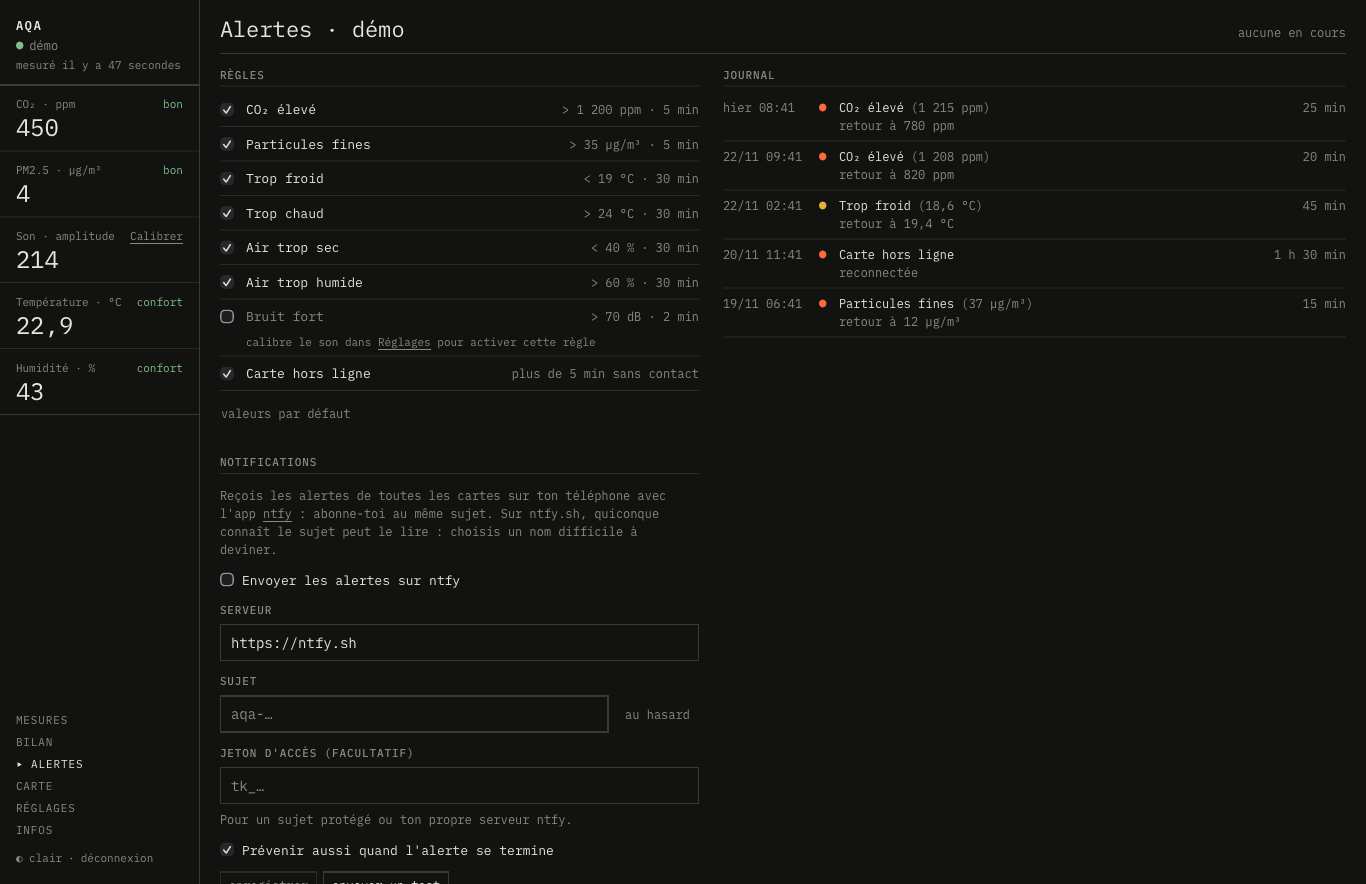 AQA
démo
mesuré il y a 47 secondes
CO₂ · ppm bon
450
PM2.5 · µg/m³ bon
4
Son · amplitude Calibrer
214
Température · °C confort
22,9
Humidité · % confort
43
MESURES
BILAN
▸ ALERTES
CARTE
RÉGLAGES
INFOS
◐ clair · déconnexion
Alertes · démo
aucune en cours
RÈGLES
CO₂ élevé > 1 200 ppm · 5 min
Particules fines > 35 µg/m³ · 5 min
Trop froid < 19 °C · 30 min
Trop chaud > 24 °C · 30 min
Air trop sec < 40 % · 30 min
Air trop humide > 60 % · 30 min
Bruit fort > 70 dB · 2 min
calibre le son dans Réglages pour activer cette règle
Carte hors ligne plus de 5 min sans contact
valeurs par défaut
NOTIFICATIONS
Reçois les alertes de toutes les cartes sur ton téléphone avec
l'app ntfy : abonne-toi au même sujet. Sur ntfy.sh, quiconque
connaît le sujet peut le lire : choisis un nom difficile à
deviner.
Envoyer les alertes sur ntfy
SERVEUR
https://ntfy.sh
SUJET
aqa-…
au hasard
JETON D'ACCÈS (FACULTATIF)
tk_…
Pour un sujet protégé ou ton propre serveur ntfy.
Prévenir aussi quand l'alerte se termine
JOURNAL
hier 08:41 CO₂ élevé (1 215 ppm) 25 min
retour à 780 ppm
22/11 09:41 CO₂ élevé (1 208 ppm) 20 min
retour à 820 ppm
22/11 02:41 Trop froid (18,6 °C) 45 min
retour à 19,4 °C
20/11 11:41 Carte hors ligne 1 h 30 min
reconnectée
19/11 06:41 Particules fines (37 µg/m³) 15 min
retour à 12 µg/m³